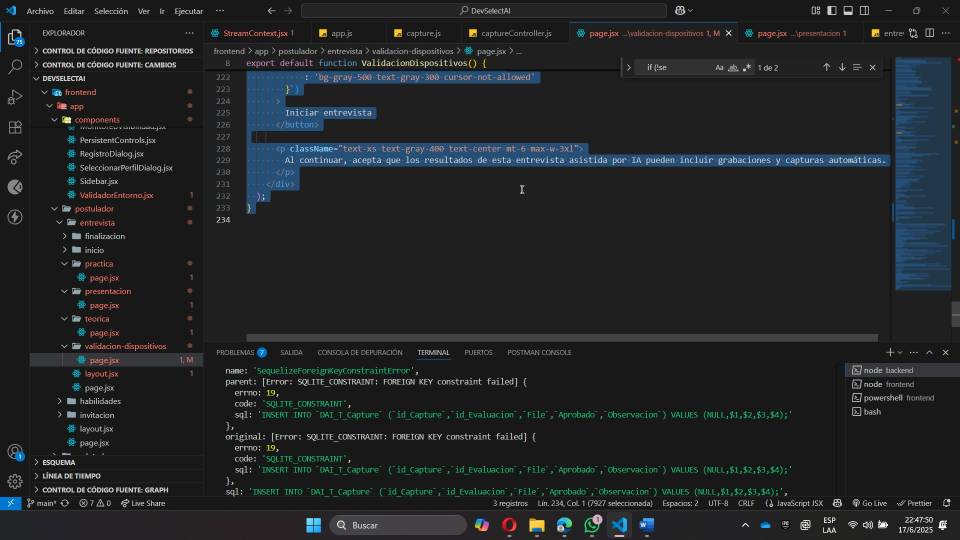 Archivo Editar Selección Ver Ir Ejecutar ··· DevSelectAI
EXPLORADOR ···
StreamContext.jsx 1 app.js capture.js captureController.js page.jsx ...\validacion-dispositivos 1, M page.jsx ...\presentacion 1 entre
CONTROL DE CÓDIGO FUENTE: REPOSITORIOS
CONTROL DE CÓDIGO FUENTE: CAMBIOS
DEVSELECTAI
frontend
app
components
MonitoreoVisibilidad.jsx
PersistentControls.jsx
RegistroDialog.jsx
SeleccionarPerfilDialog.jsx
Sidebar.jsx
ValidadorEntorno.jsx 1
postulador
entrevista
finalizacion
inicio
practica
page.jsx 1
presentacion
page.jsx 1
teorica
page.jsx 1
validacion-dispositivos
page.jsx 1, M
layout.jsx 1
page.jsx
habilidades
invitacion
layout.jsx
page.jsx
ESQUEMA
LÍNEA DE TIEMPO
CONTROL DE CÓDIGO FUENTE: GRAPH
frontend > app > postulador > entrevista > validacion-dispositivos > page.jsx > ...
8 export default function ValidacionDispositivos() {
if (!se Aa ab 1 de 2
222 : 'bg-gray-500 text-gray-300 cursor-not-allowed'
223 }`}
224 >
225 Iniciar entrevista
226 </button>
227
228 <p className="text-xs text-gray-400 text-center mt-6 max-w-3xl">
229 Al continuar, acepta que los resultados de esta entrevista asistida por IA pueden incluir grabaciones y capturas automáticas.
230 </p>
231 </div>
232 );
233 }
234
PROBLEMAS 7 SALIDA CONSOLA DE DEPURACIÓN TERMINAL PUERTOS POSTMAN CONSOLE
name: 'SequelizeForeignKeyConstraintError',
parent: [Error: SQLITE_CONSTRAINT: FOREIGN KEY constraint failed] {
errno: 19,
code: 'SQLITE_CONSTRAINT',
sql: 'INSERT INTO `DAI_T_Capture` (`id_Capture`,`id_Evaluacion`,`File`,`Aprobado`,`Observacion`) VALUES (NULL,$1,$2,$3,$4);'
},
original: [Error: SQLITE_CONSTRAINT: FOREIGN KEY constraint failed] {
errno: 19,
code: 'SQLITE_CONSTRAINT',
sql: 'INSERT INTO `DAI_T_Capture` (`id_Capture`,`id_Evaluacion`,`File`,`Aprobado`,`Observacion`) VALUES (NULL,$1,$2,$3,$4);'
},
sql: 'INSERT INTO `DAI_T_Capture` (`id_Capture`,`id_Evaluacion`,`File`,`Aprobado`,`Observacion`) VALUES (NULL,$1,$2,$3,$4);',
node backend
node frontend
powershell frontend
bash
main* 7 0 Live Share 3 registros Lín. 234, Col. 1 (7927 seleccionada) Espacios: 2 UTF-8 CRLF JavaScript JSX Go Live Prettier
Buscar
ESP
LAA
22:47:50
17/6/2025